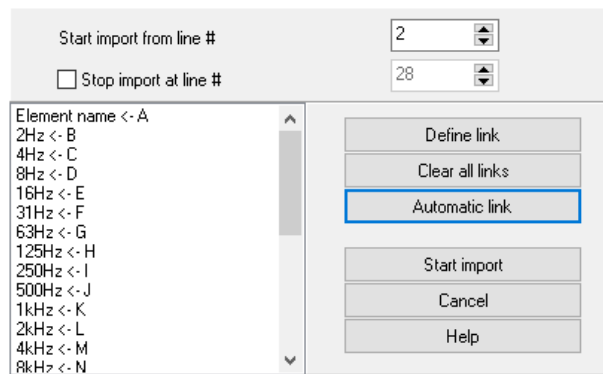 Start import from line # 2
Stop import at line # 28
Element name <- A
2Hz <- B
4Hz <- C
8Hz <- D
16Hz <- E
31Hz <- F
63Hz <- G
125Hz <- H
250Hz <- I
500Hz <- J
1kHz <- K
2kHz <- L
4kHz <- M
8kHz <- N
Define link
Clear all links
Automatic link
Start import
Cancel
Help